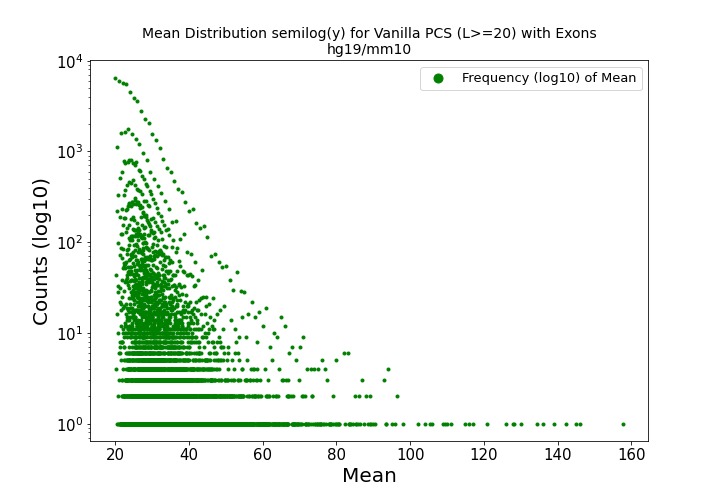 Mean Distribution semilog(y) for Vanilla PCS (L>=20) with Exons
hg19/mm10
Frequency (log10) of Mean
Counts (log10)
10^4
10^3
10^2
10^1
10^0
20 40 60 80 100 120 140 160
Mean